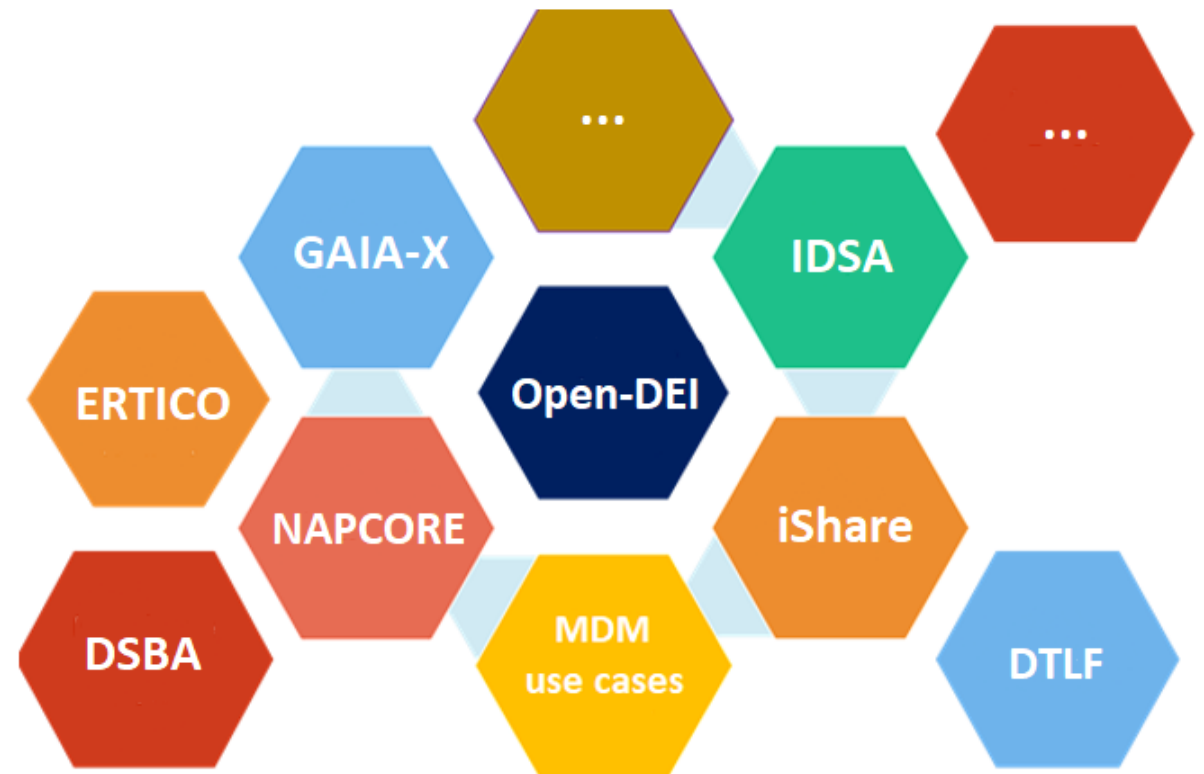 ...
...
GAIA-X
IDSA
ERTICO
Open-DEI
NAPCORE
iShare
DSBA
MDM
use cases
DTLF